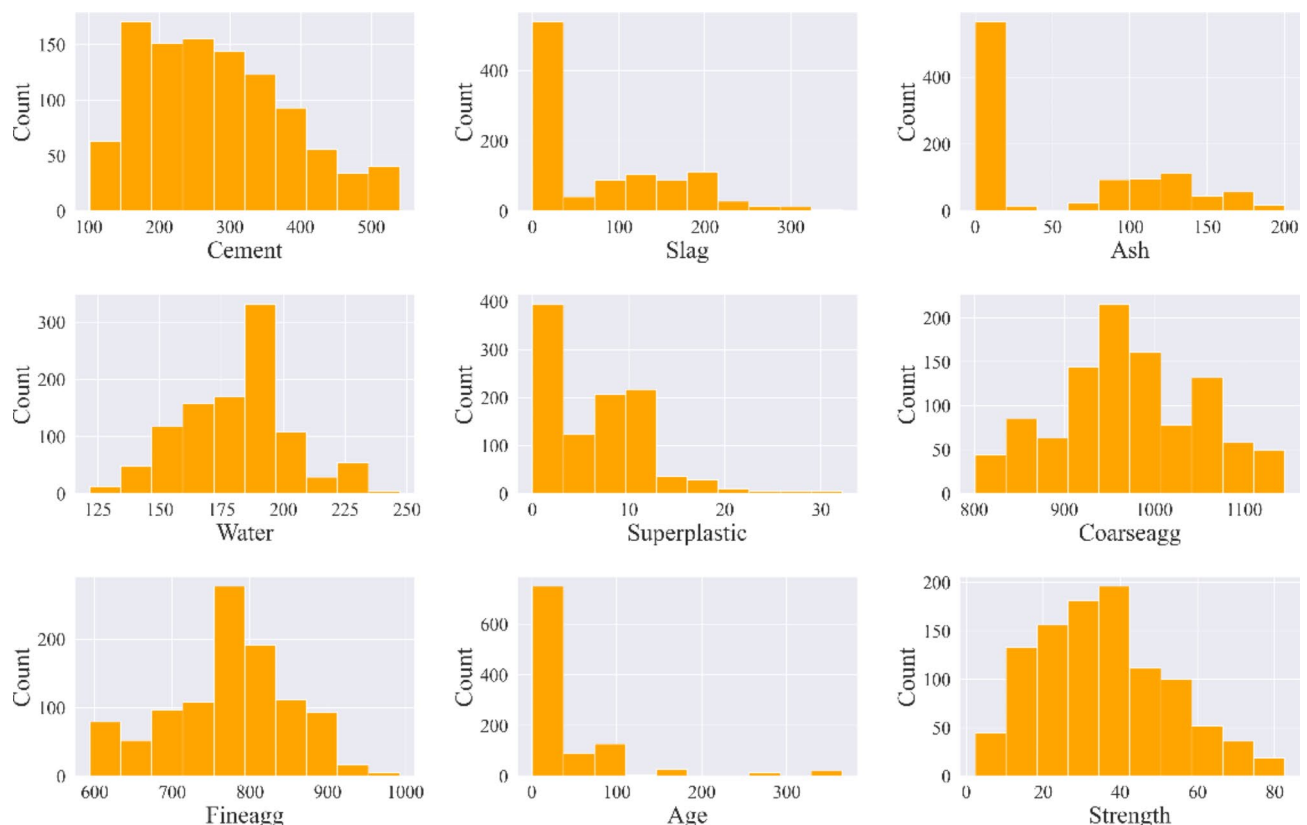 150
100
50
0
Count
100 200 300 400 500
Cement
400
200
0
Count
0 100 200 300
Slag
400
200
0
Count
0 50 100 150 200
Ash
300
200
100
0
Count
125 150 175 200 225 250
Water
400
300
200
100
0
Count
0 10 20 30
Superplastic
200
150
100
50
0
Count
800 900 1000 1100
Coarseagg
200
100
0
Count
600 700 800 900 1000
Fineagg
600
400
200
0
Count
0 100 200 300
Age
200
150
100
50
0
Count
0 20 40 60 80
Strength